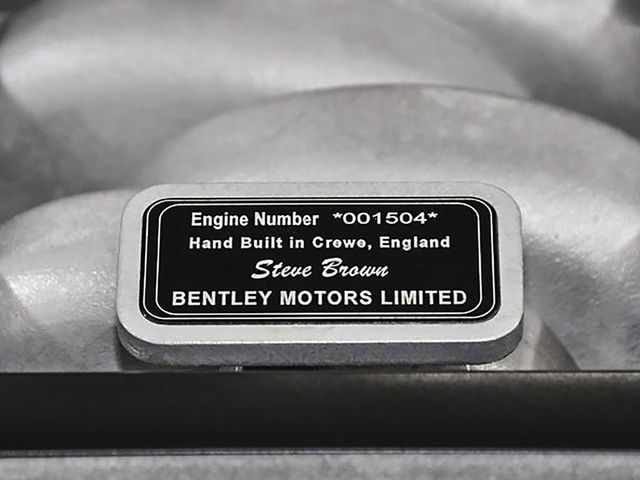 Engine Number *001504*
Hand Built in Crewe, England
Steve Brown
BENTLEY MOTORS LIMITED